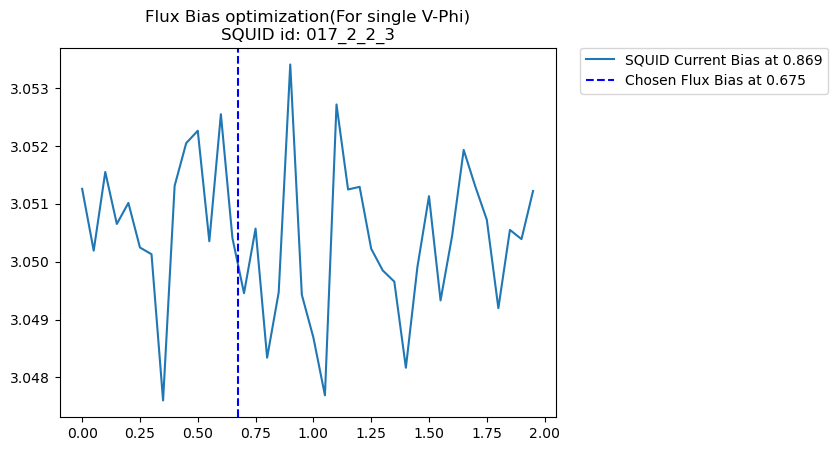 Flux Bias optimization(For single V-Phi)
SQUID id: 017_2_2_3
SQUID Current Bias at 0.869
Chosen Flux Bias at 0.675
3.053
3.052
3.051
3.050
3.049
3.048
0.00 0.25 0.50 0.75 1.00 1.25 1.50 1.75 2.00